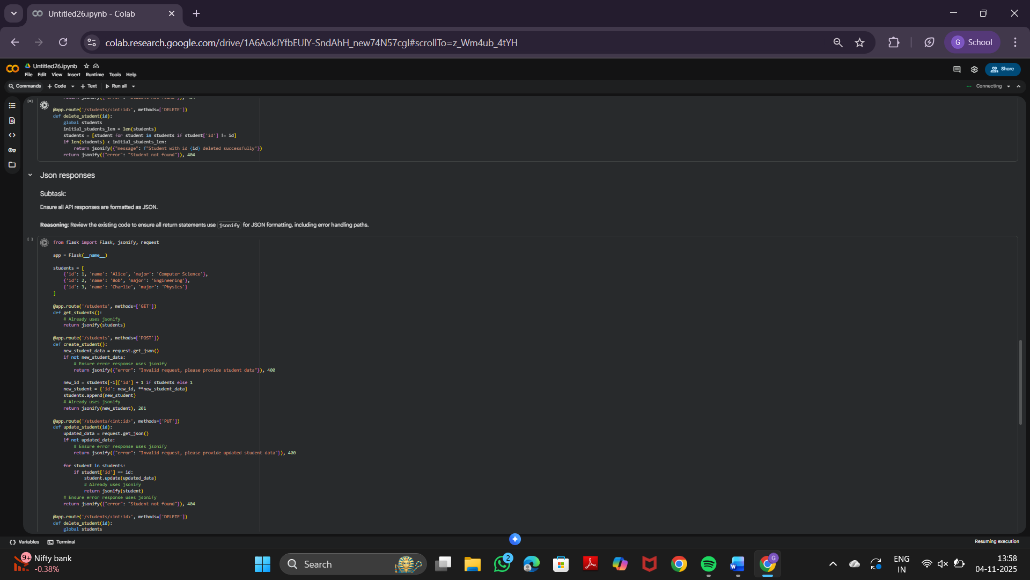 Untitled26.ipynb - Colab
colab.research.google.com/drive/1A6AokJYfbEUlY-SndAhH_new74N57cgI#scrollTo=z_Wm4ub_4tYH
G School
Untitled26.ipynb
File Edit View Insert Runtime Tools Help
Share
Commands + Code + Text Run all
Connecting
@app.route('/students/<int:id>', methods=['DELETE'])
def delete_student(id):
global students
initial_students_len = len(students)
students = [student for student in students if student['id'] != id]
if len(students) < initial_students_len:
return jsonify({"message": f"Student with id {id} deleted successfully"})
return jsonify({"error": "Student not found"}), 404
Json responses
Subtask:
Ensure all API responses are formatted as JSON.
Reasoning: Review the existing code to ensure all return statements use jsonify for JSON formatting, including error handling paths.
[ ]
from flask import Flask, jsonify, request
app = Flask(__name__)
students = [
{'id': 1, 'name': 'Alice', 'major': 'Computer Science'},
{'id': 2, 'name': 'Bob', 'major': 'Engineering'},
{'id': 3, 'name': 'Charlie', 'major': 'Physics'}
]
@app.route('/students', methods=['GET'])
def get_students():
# Already uses jsonify
return jsonify(students)
@app.route('/students', methods=['POST'])
def create_student():
new_student_data = request.get_json()
if not new_student_data:
# Ensure error response uses jsonify
return jsonify({"error": "Invalid request, please provide student data"}), 400
new_id = students[-1]['id'] + 1 if students else 1
new_student = {'id': new_id, **new_student_data}
students.append(new_student)
# Already uses jsonify
return jsonify(new_student), 201
@app.route('/students/<int:id>', methods=['PUT'])
def update_student(id):
updated_data = request.get_json()
if not updated_data:
# Ensure error response uses jsonify
return jsonify({"error": "Invalid request, please provide updated student data"}), 400
for student in students:
if student['id'] == id:
student.update(updated_data)
# Already uses jsonify
return jsonify(student)
# Ensure error response uses jsonify
return jsonify({"error": "Student not found"}), 404
@app.route('/students/<int:id>', methods=['DELETE'])
def delete_student(id):
global students
Variables Terminal
Resuming execution
Nifty bank
-0.38%
Search
2
ENG
IN
13:58
04-11-2025